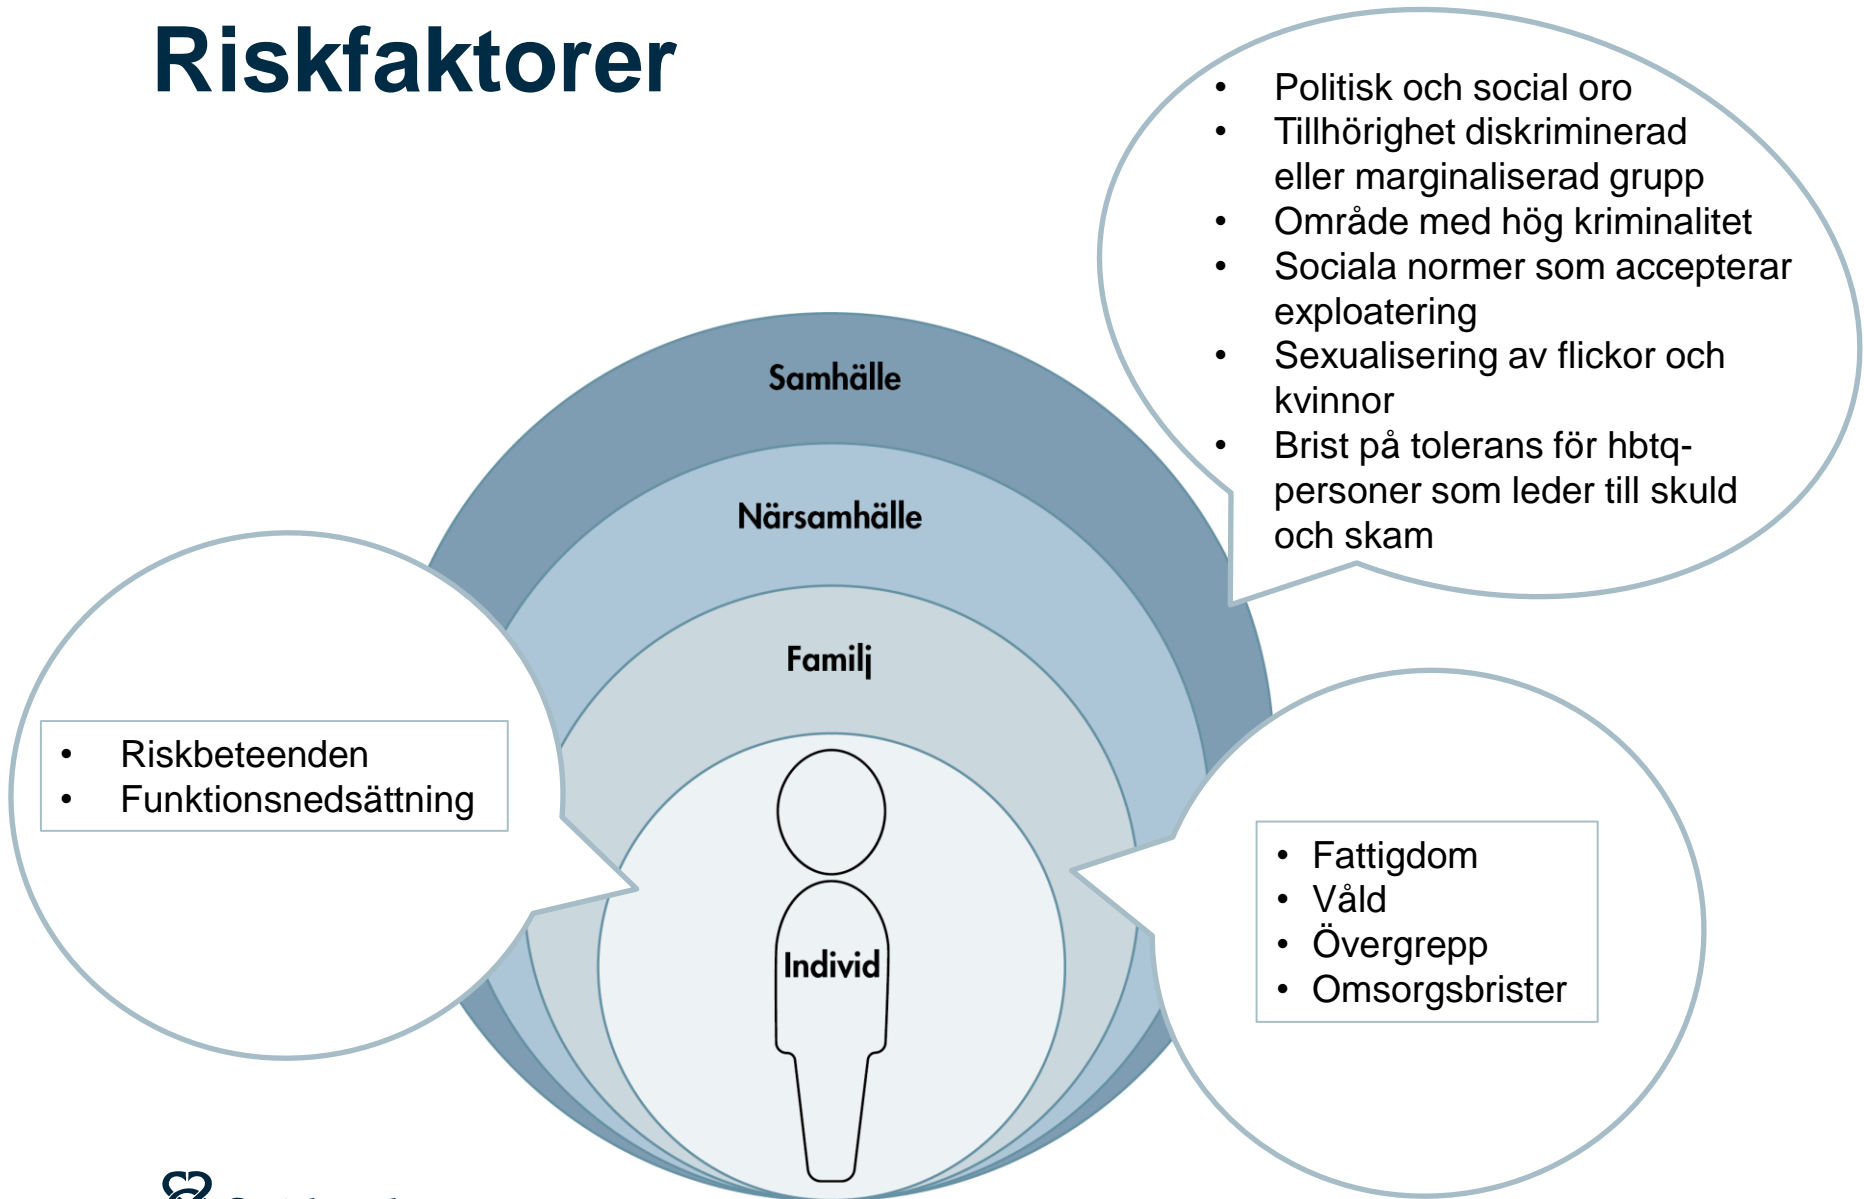 Riskfaktorer
• Politisk och social oro
• Tillhörighet diskriminerad
eller marginaliserad grupp
• Område med hög kriminalitet
• Sociala normer som accepterar
exploatering
• Sexualisering av flickor och
kvinnor
• Brist på tolerans för hbtq-
personer som leder till skuld
och skam
Samhälle
Närsamhälle
Familj
• Riskbeteenden
• Funktionsnedsättning
Individ
• Fattigdom
• Våld
• Övergrepp
• Omsorgsbrister